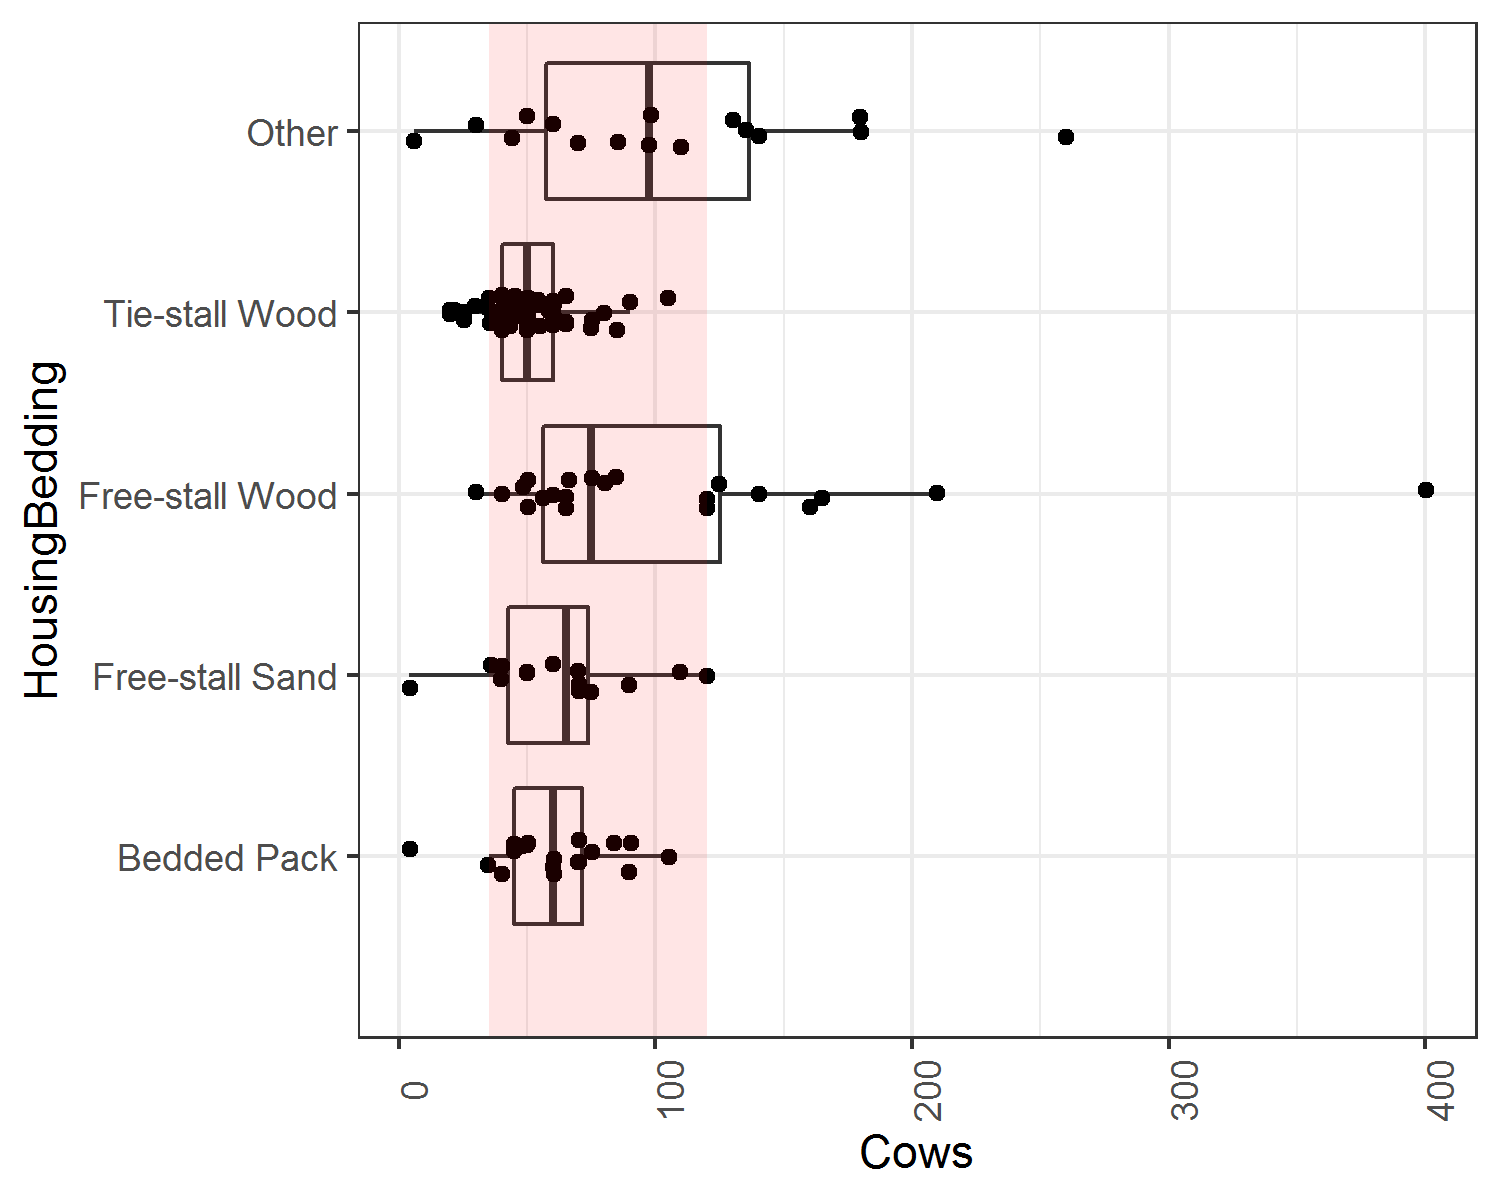 HousingBedding
Other
Tie-stall Wood
Free-stall Wood
Free-stall Sand
Bedded Pack
0
100
200
300
400
Cows